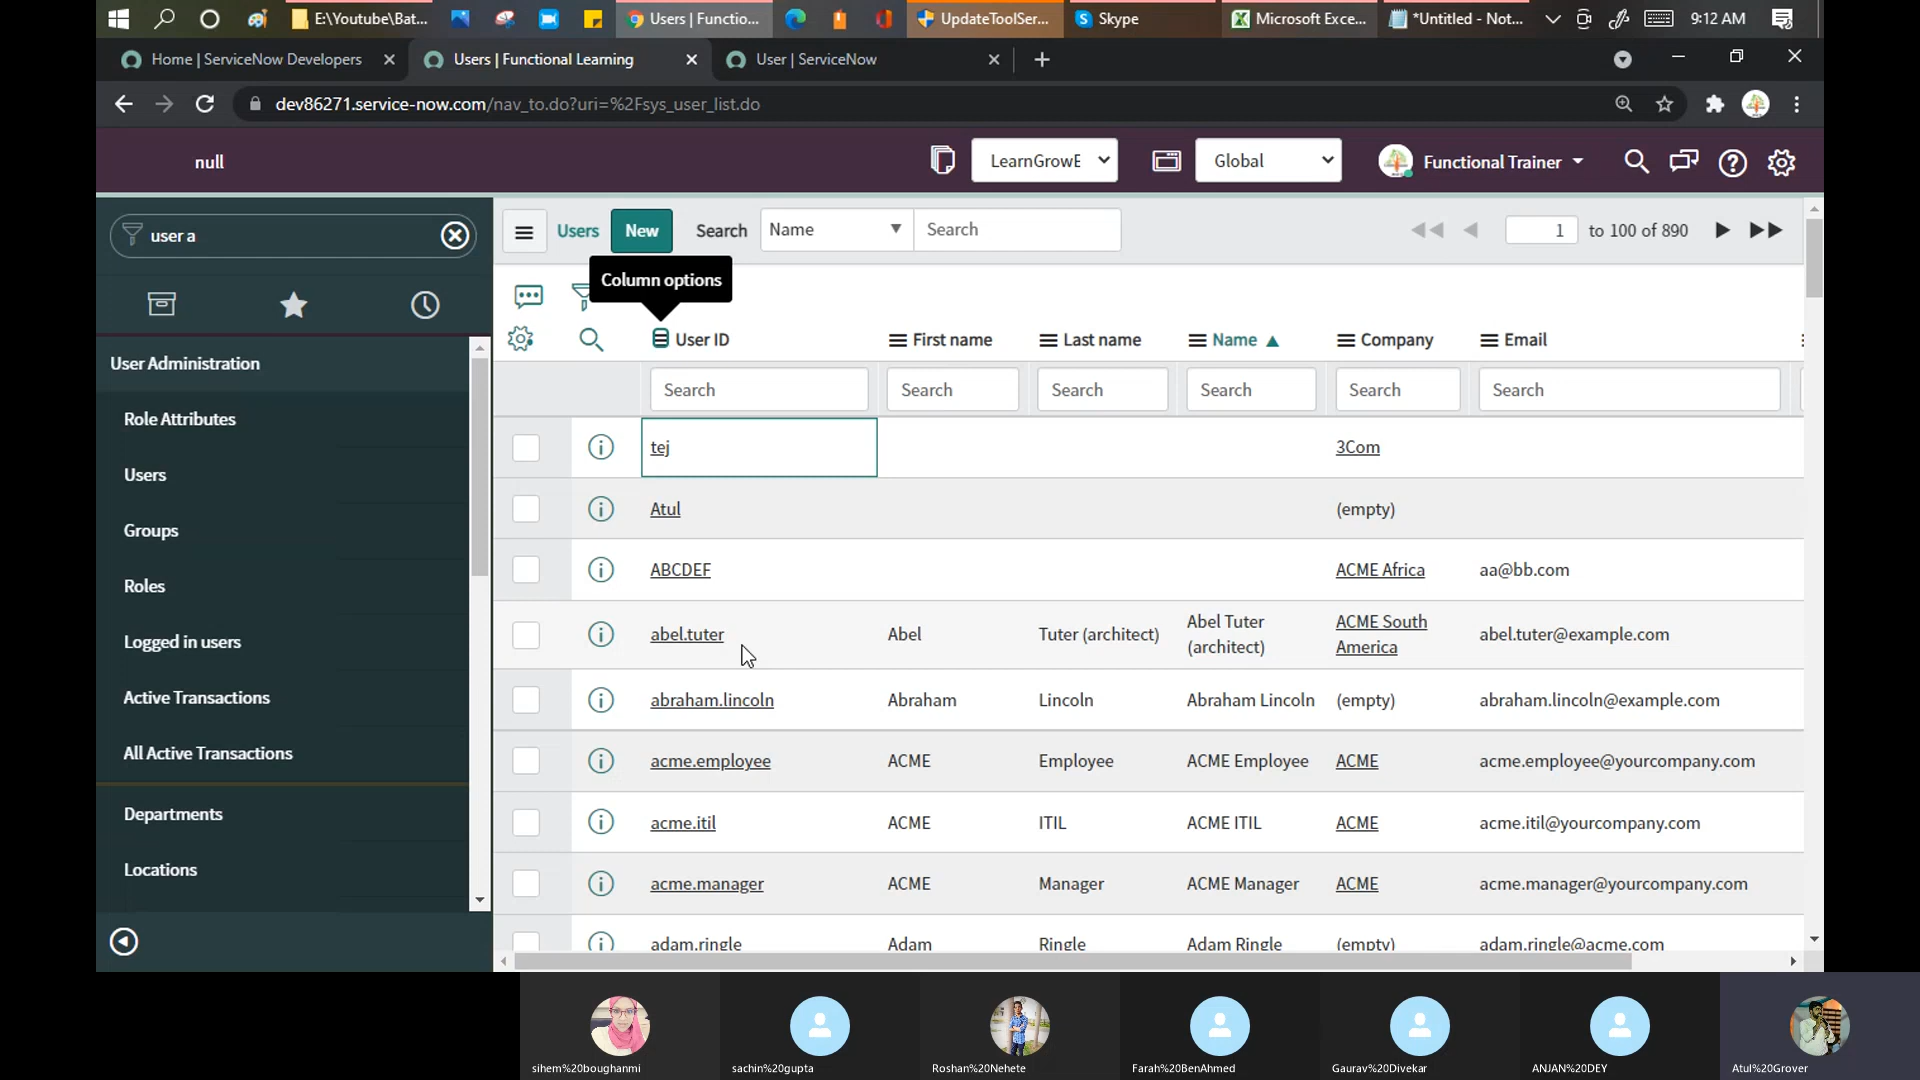 E:\Youtube\Bat...
Users | Functio...
UpdateToolSer...
Skype
Microsoft Exce...
*Untitled - Not...
9:12 AM
Home | ServiceNow Developers
Users | Functional Learning
User | ServiceNow
dev86271.service-now.com/nav_to.do?uri=%2Fsys_user_list.do
null
LearnGrowE
Global
Functional Trainer
user a
Users
New
Search
Name
Search
1
to 100 of 890
Column options
User Administration
Role Attributes
Users
Groups
Roles
Logged in users
Active Transactions
All Active Transactions
Departments
Locations
User ID First name Last name Name Company Email
Search Search Search Search Search Search
tej 3Com
Atul (empty)
ABCDEF ACME Africa aa@bb.com
abel.tuter Abel Tuter (architect) Abel Tuter (architect) ACME South America abel.tuter@example.com
abraham.lincoln Abraham Lincoln Abraham Lincoln (empty) abraham.lincoln@example.com
acme.employee ACME Employee ACME Employee ACME acme.employee@yourcompany.com
acme.itil ACME ITIL ACME ITIL ACME acme.itil@yourcompany.com
acme.manager ACME Manager ACME Manager ACME acme.manager@yourcompany.com
adam.ringle Adam Ringle Adam Ringle (empty) adam.ringle@acme.com
sihem%20boughanmi
sachin%20gupta
Roshan%20Nehete
Farah%20BenAhmed
Gaurav%20Divekar
ANJAN%20DEY
Atul%20Grover